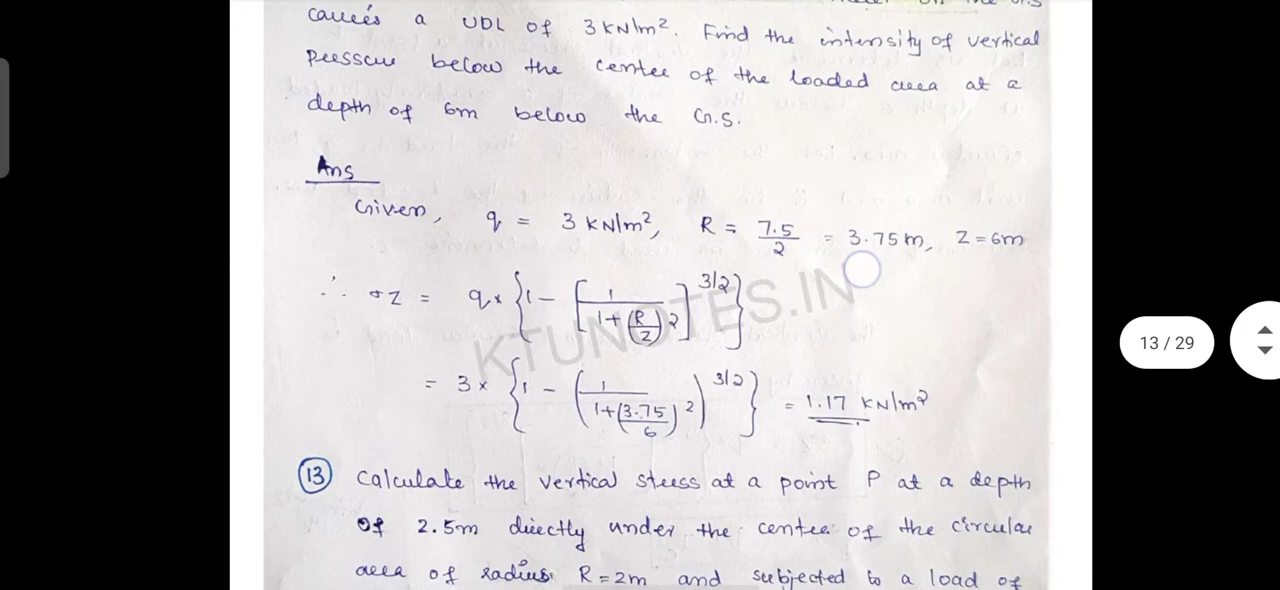 causes a UDL of 3 KN/m². Find the intensity of vertical
pressure below the centre of the loaded area at a
depth of 6m below the G.S.
Ans
Given, q = 3 KN/m², R = 7.5/2 = 3.75m, Z = 6m
∴ σz = q × {1 - [1/(1+(R/z)2)]^3/2}
= 3 × {1 - (1/(1+(3.75/6)²))^3/2} = 1.17 KN/m²
KTUNOTES.IN
13 / 29
(13) Calculate the vertical stress at a point P at a depth
of 2.5m directly under the centre of the circular
area of radius R = 2m and subjected to a load of